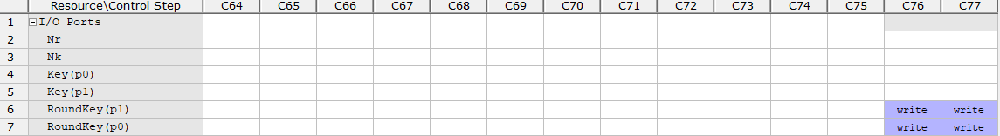 Resource\Control Step C64 C65 C66 C67 C68 C69 C70 C71 C72 C73 C74 C75 C76 C77
1 I/O Ports
2 Nr
3 Nk
4 Key(p0)
5 Key(p1)
6 RoundKey(p1) write write
7 RoundKey(p0) write write